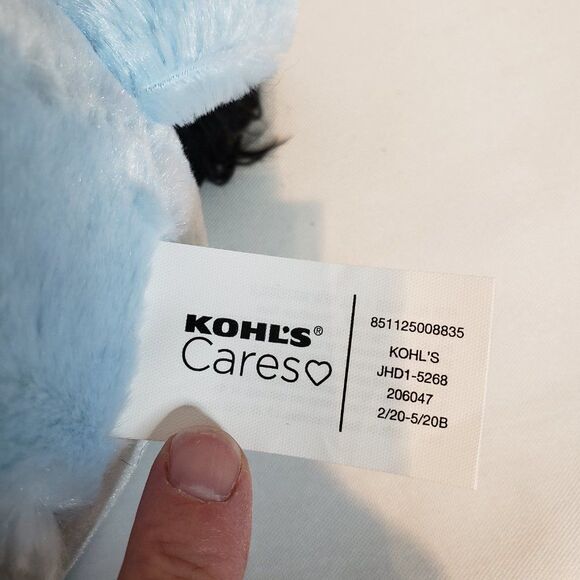 KOHL'S®
Cares♡
851125008835
KOHL'S
JHD1-5268
206047
2/20-5/20B